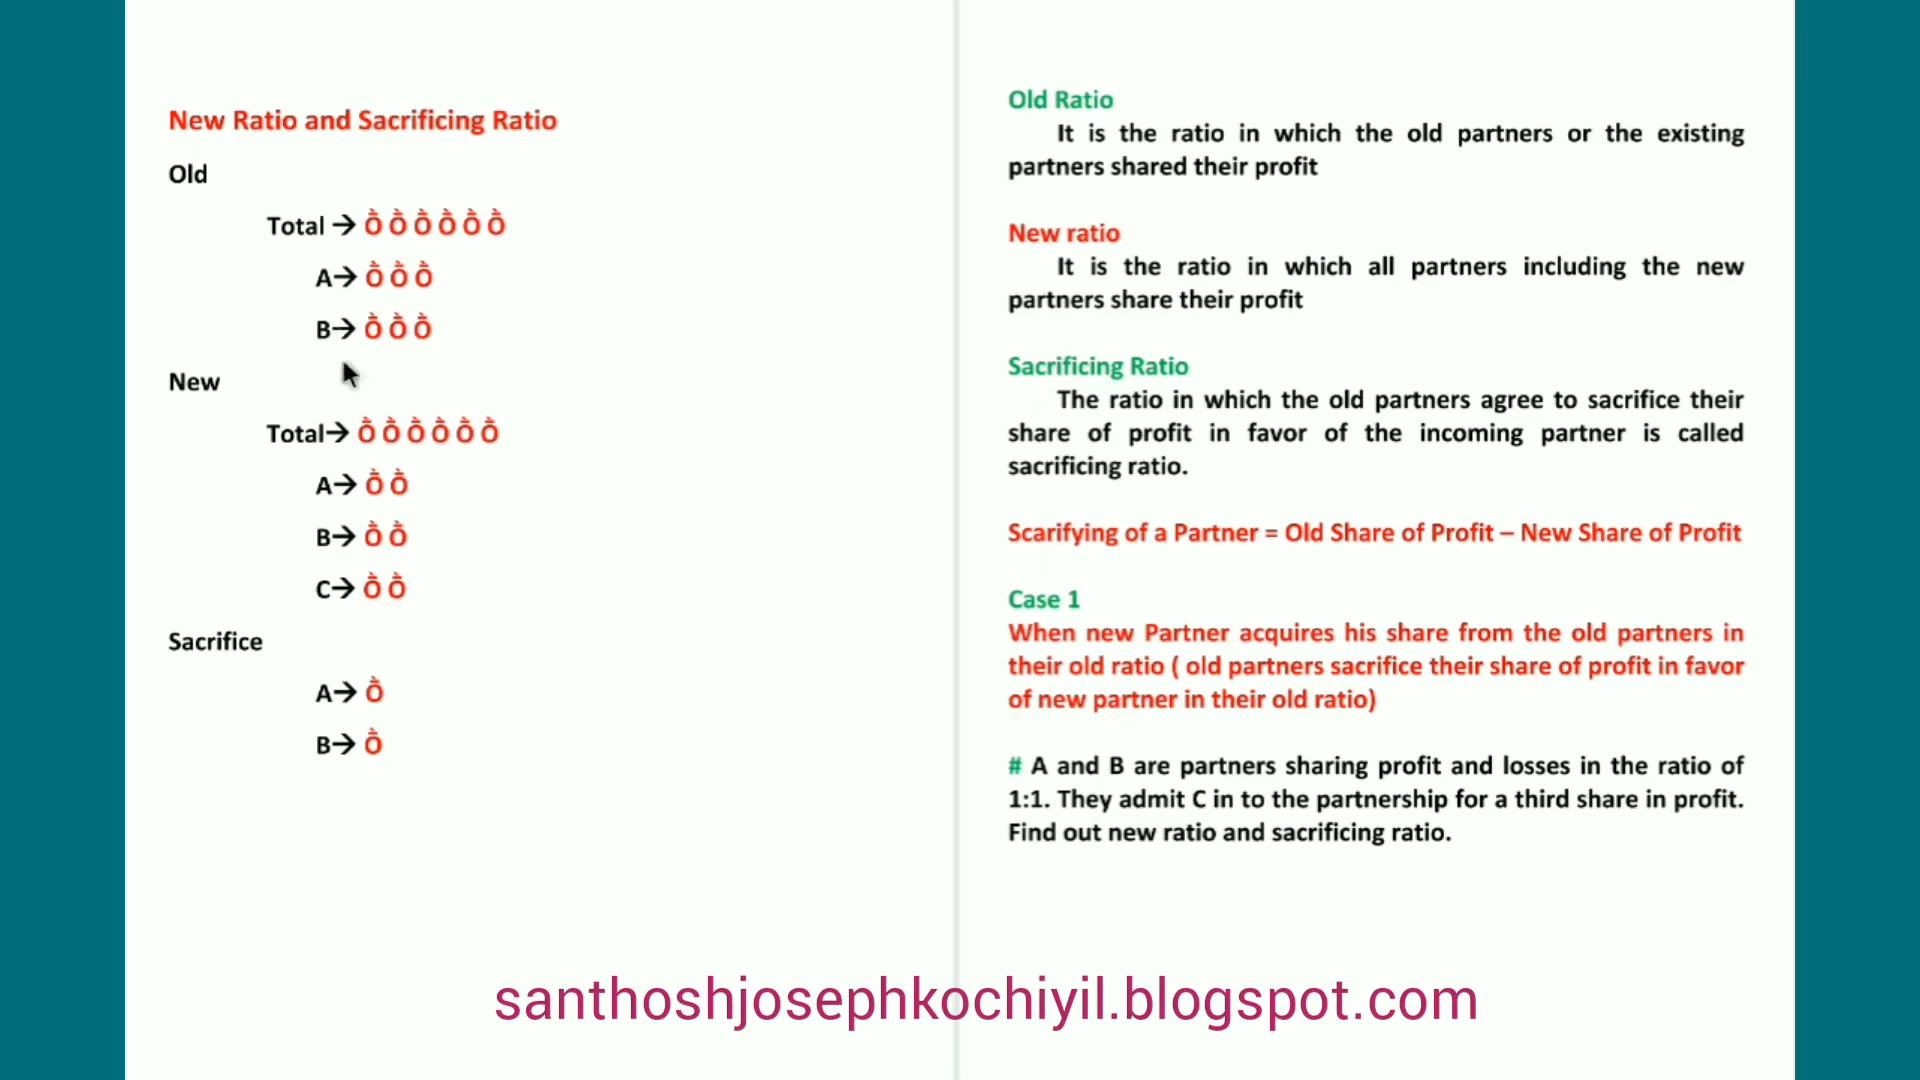 New Ratio and Sacrificing Ratio
Old
Total → ὂ ὂ ὂ ὂ ὂ ὂ
A→ ὂ ὂ ὂ
B→ ὂ ὂ ὂ
New
Total→ ὂ ὂ ὂ ὂ ὂ ὂ
A→ ὂ ὂ
B→ ὂ ὂ
C→ ὂ ὂ
Sacrifice
A→ ὂ
B→ ὂ
Old Ratio
It is the ratio in which the old partners or the existing
partners shared their profit
New ratio
It is the ratio in which all partners including the new
partners share their profit
Sacrificing Ratio
The ratio in which the old partners agree to sacrifice their
share of profit in favor of the incoming partner is called
sacrificing ratio.
Scarifying of a Partner = Old Share of Profit – New Share of Profit
Case 1
When new Partner acquires his share from the old partners in
their old ratio ( old partners sacrifice their share of profit in favor
of new partner in their old ratio)
# A and B are partners sharing profit and losses in the ratio of
1:1. They admit C in to the partnership for a third share in profit.
Find out new ratio and sacrificing ratio.
santhoshjosephkochiyil.blogspot.com